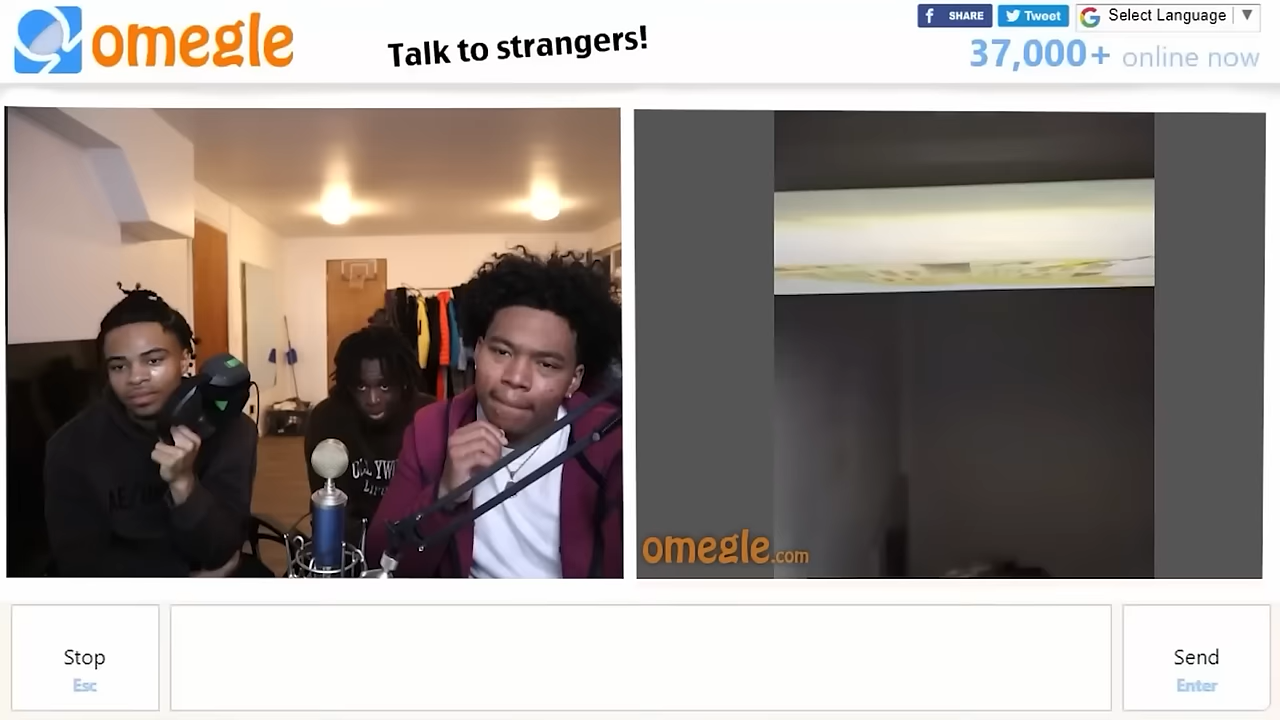 omegle
Talk to strangers!
f SHARE
Tweet
G Select Language ▼
37,000+ online now
omegle.com
Stop
Esc
Send
Enter